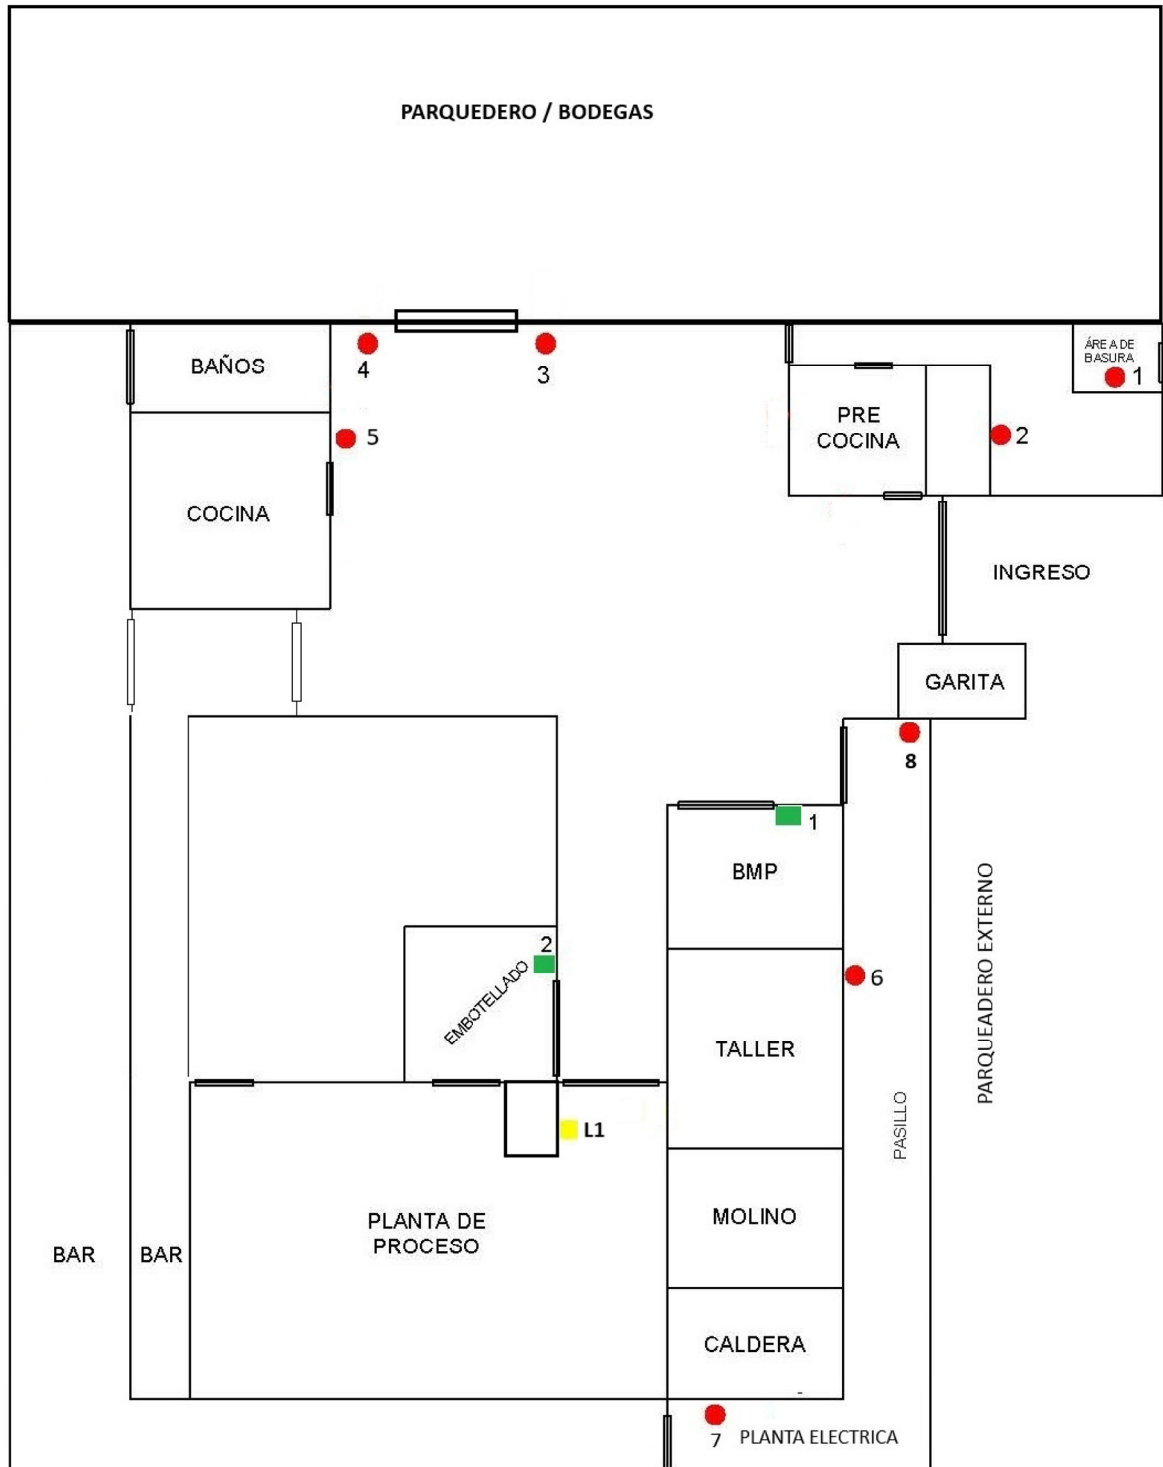 PARQUEDERO / BODEGAS
BAÑOS
4
3
ÁREA DE
BASURA
1
5
PRE
COCINA
2
COCINA
INGRESO
GARITA
8
1
BMP
2
EMBOTELLADO
6
TALLER
PARQUEADERO EXTERNO
PASILLO
L1
PLANTA DE
PROCESO
MOLINO
BAR
BAR
CALDERA
7
PLANTA ELECTRICA